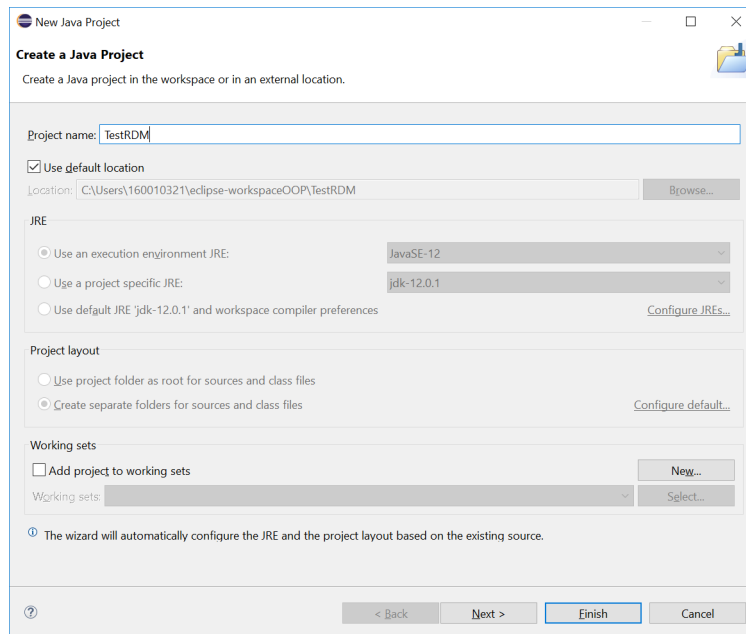 New Java Project
Create a Java Project
Create a Java project in the workspace or in an external location.
Project name: TestRDM
Use default location
Location: C:\Users\160010321\eclipse-workspaceOOP\TestRDM Browse...
JRE
Use an execution environment JRE: JavaSE-12
Use a project specific JRE: jdk-12.0.1
Use default JRE 'jdk-12.0.1' and workspace compiler preferences Configure JREs...
Project layout
Use project folder as root for sources and class files
Create separate folders for sources and class files Configure default...
Working sets
Add project to working sets New...
Working sets: Select...
The wizard will automatically configure the JRE and the project layout based on the existing source.
? < Back Next > Finish Cancel